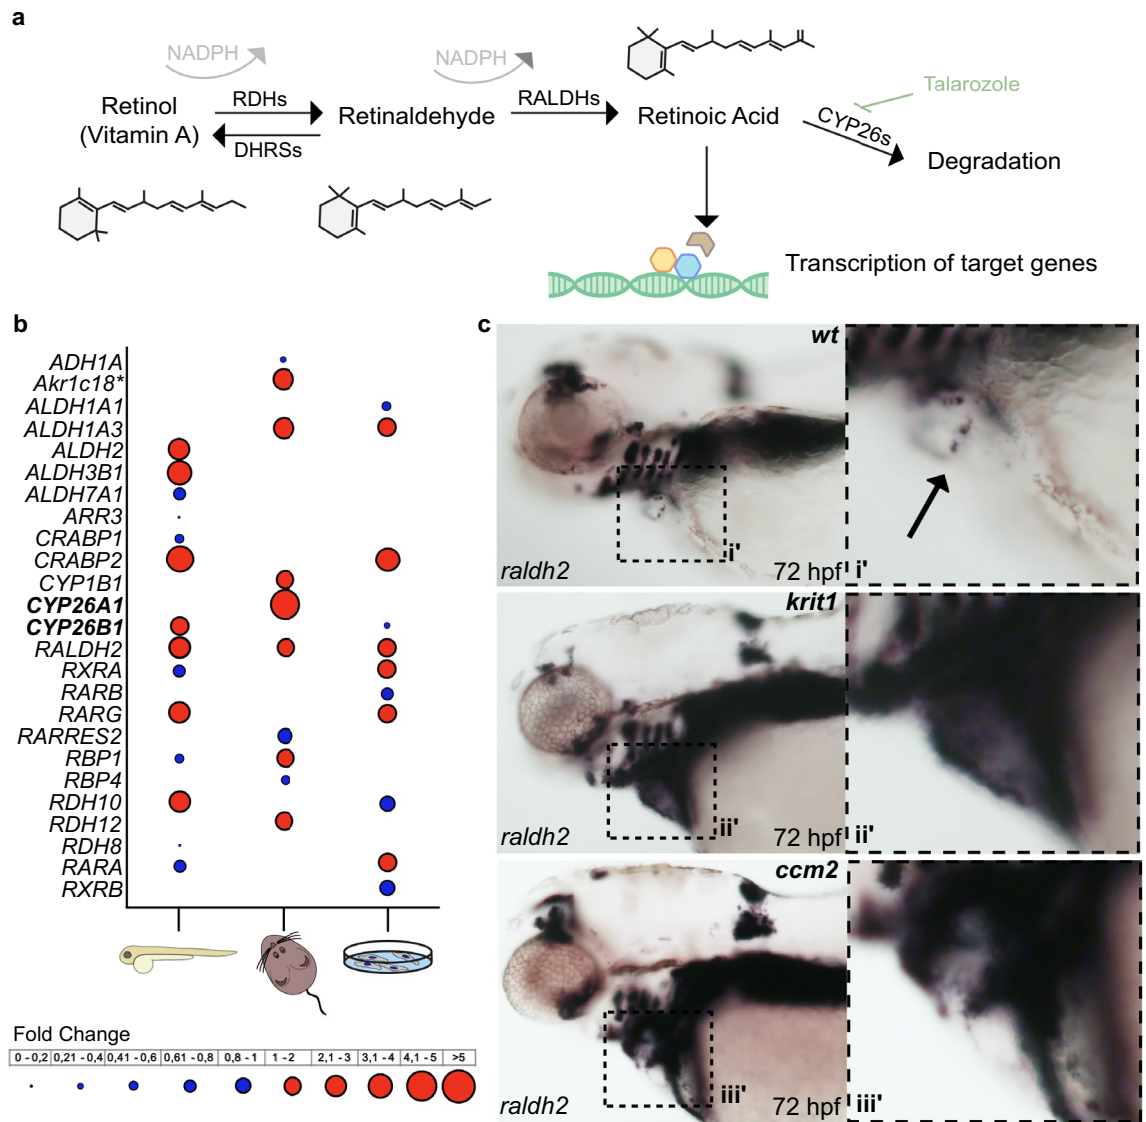 a
NADPH
NADPH
Talarozole
Retinol
(Vitamin A)
RDHs
DHRSs
Retinaldehyde
RALDHs
Retinoic Acid
CYP26s
Degradation
Transcription of target genes
b
ADH1A
Akr1c18*
ALDH1A1
ALDH1A3
ALDH2
ALDH3B1
ALDH7A1
ARR3
CRABP1
CRABP2
CYP1B1
CYP26A1
CYP26B1
RALDH2
RXRA
RARB
RARG
RARRES2
RBP1
RBP4
RDH10
RDH12
RDH8
RARA
RXRB
Fold Change
0 - 0,2 0,21 - 0,4 0,41 - 0,6 0,61 - 0,8 0,8 - 1 1 - 2 2,1 - 3 3,1 - 4 4,1 - 5 >5
c
wt
i'
raldh2
72 hpf
i'
krit1
ii'
raldh2
72 hpf
ii'
ccm2
iii'
raldh2
72 hpf
iii'